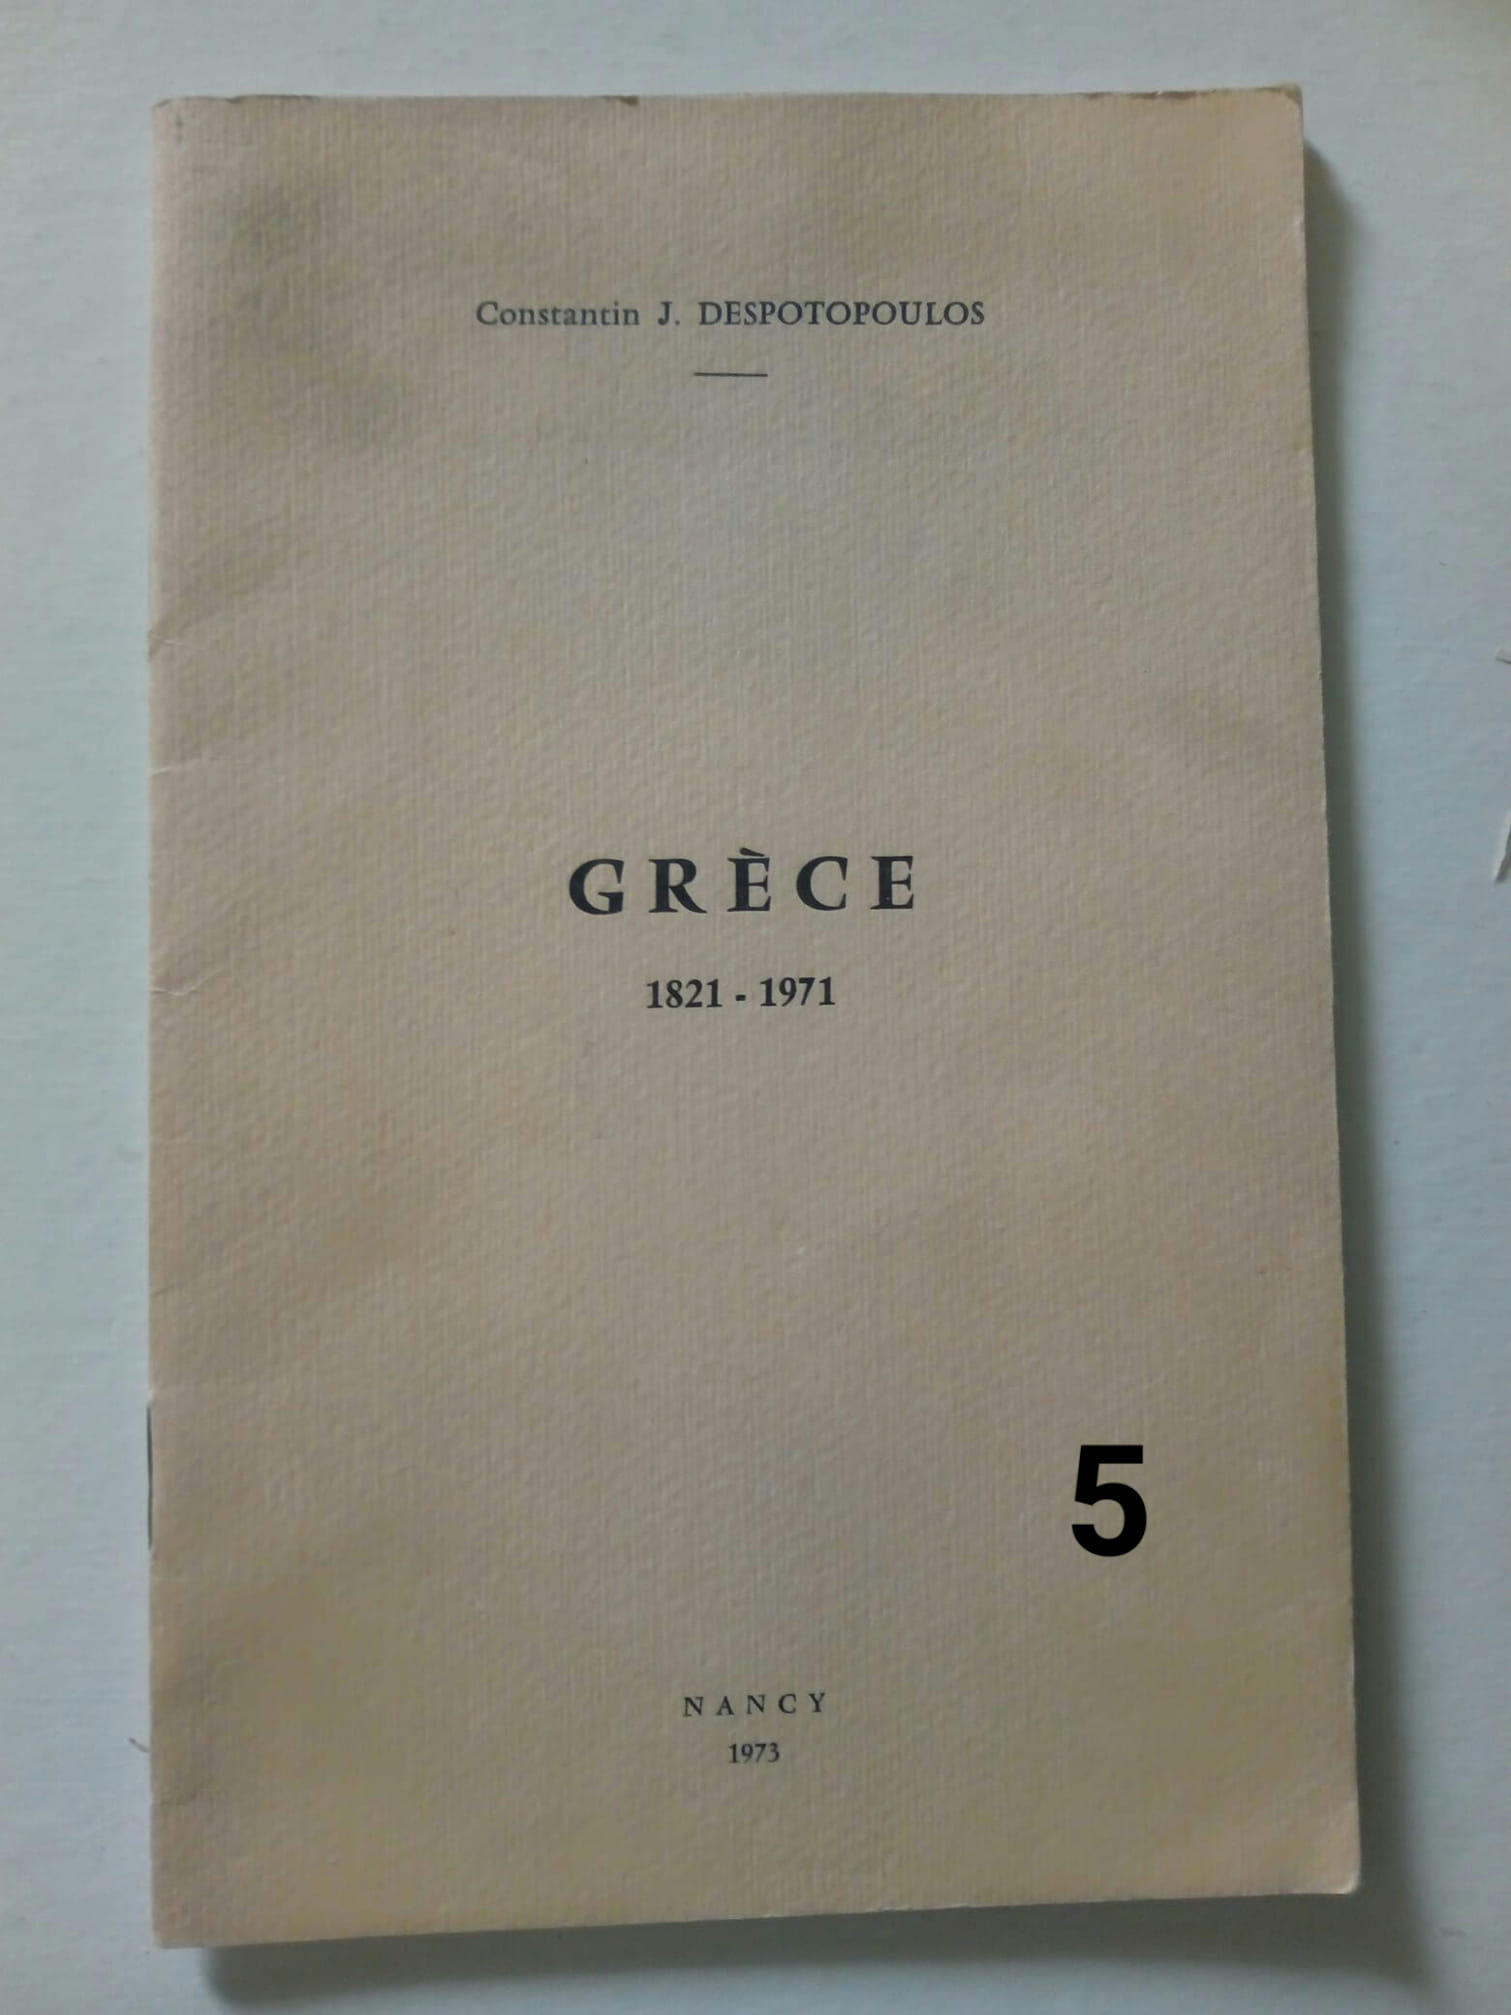 Constantin J. DESPOTOPOULOS
GRÈCE
1821 - 1971
5
NANCY
1973